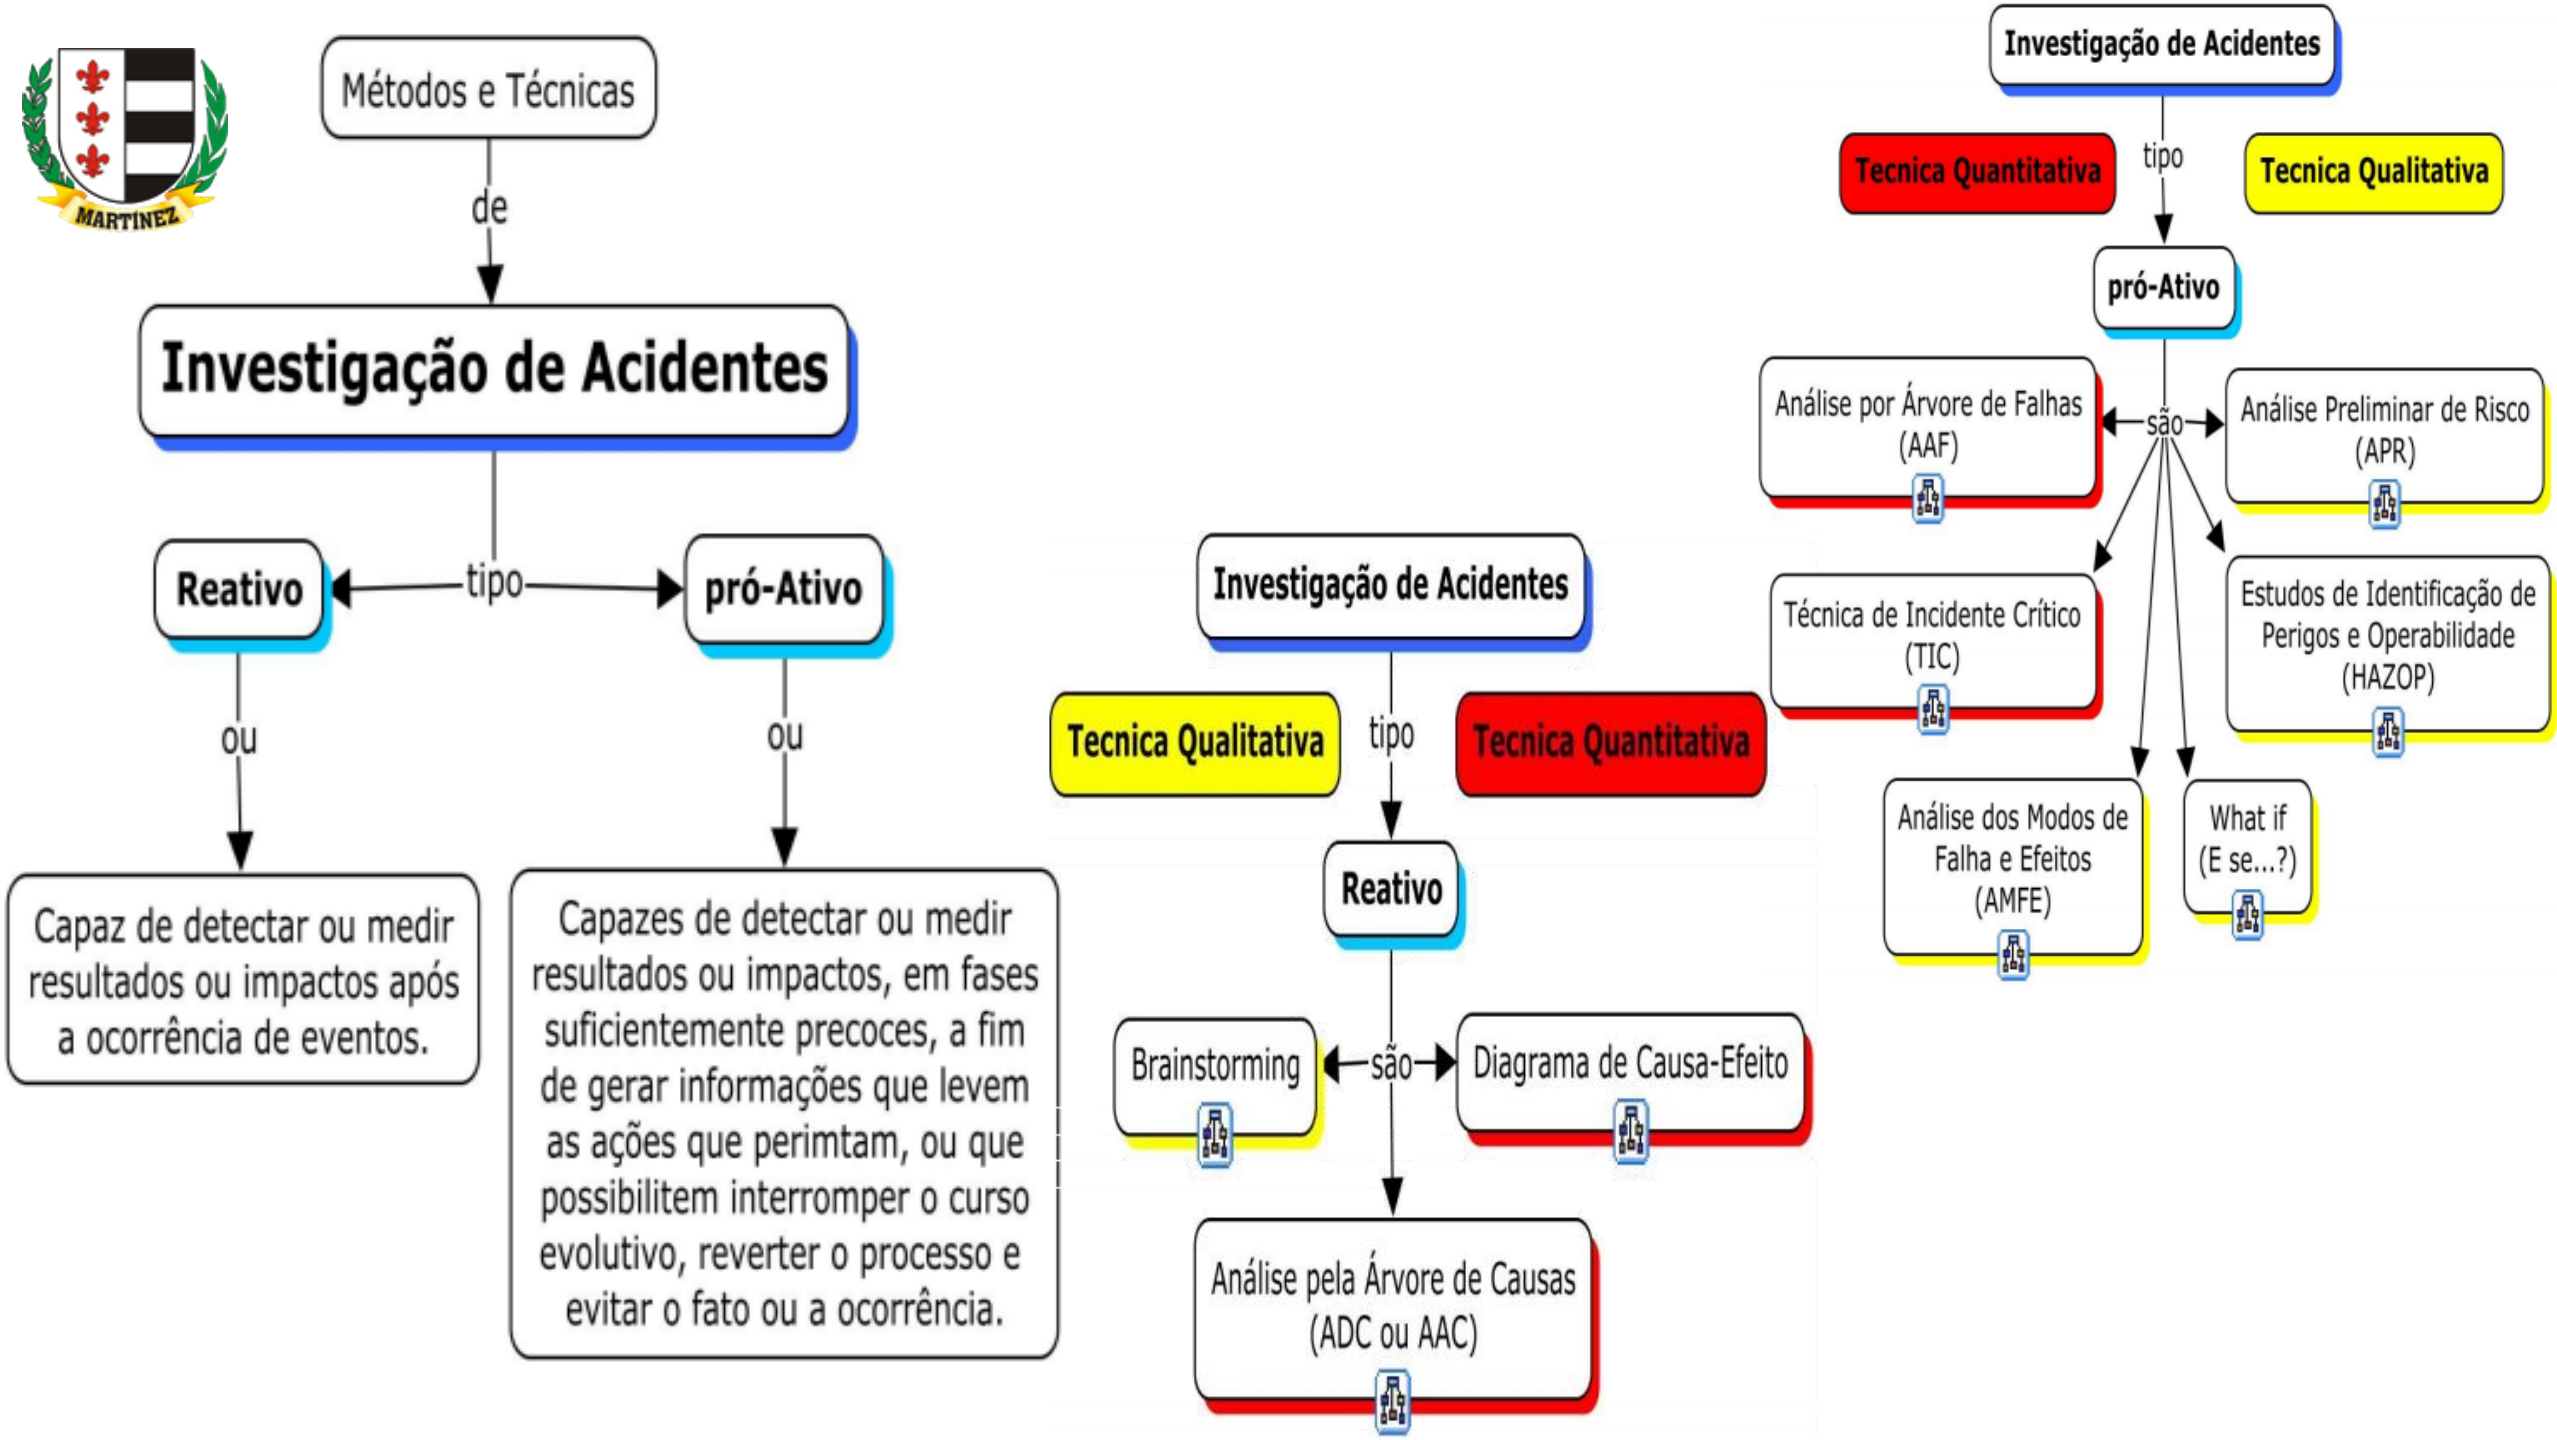 MARTÍNEZ
Métodos e Técnicas
de
Investigação de Acidentes
Reativo
tipo
pró-Ativo
ou
ou
Capaz de detectar ou medir
resultados ou impactos após
a ocorrência de eventos.
Capazes de detectar ou medir
resultados ou impactos, em fases
suficientemente precoces, a fim
de gerar informações que levem
as ações que perimtam, ou que
possibilitem interromper o curso
evolutivo, reverter o processo e
evitar o fato ou a ocorrência.
Investigação de Acidentes
Tecnica Qualitativa
tipo
Tecnica Quantitativa
Reativo
Brainstorming
são
Diagrama de Causa-Efeito
Análise pela Árvore de Causas
(ADC ou AAC)
Investigação de Acidentes
Tecnica Quantitativa
tipo
Tecnica Qualitativa
pró-Ativo
Análise por Árvore de Falhas
(AAF)
são
Análise Preliminar de Risco
(APR)
Técnica de Incidente Crítico
(TIC)
Estudos de Identificação de
Perigos e Operabilidade
(HAZOP)
Análise dos Modos de
Falha e Efeitos
(AMFE)
What if
(E se...?)